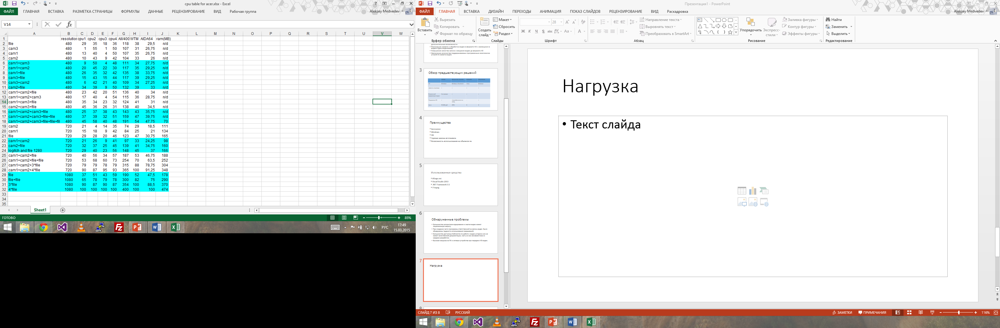 cpu table for acer.xlsx - Excel
ФАЙЛ ГЛАВНАЯ ВСТАВКА РАЗМЕТКА СТРАНИЦЫ ФОРМУЛЫ ДАННЫЕ РЕЦЕНЗИРОВАНИЕ ВИД Рабочая группа Aleksey Medvedev
V14 fx
A B C D E F G H I J K L M N O P Q R S T U V W
1 resolution cpu1 cpu2 cpu3 cpu4 All/400 WTM AIDA64 ram(MB)
2 file 480 29 35 18 36 118 38 29,5 n/d
3 cam3 480 1 55 1 50 107 31 26,75 n/d
4 cam1 480 13 40 4 50 107 35 26,75 n/d
5 cam2 480 10 43 9 42 104 33 26 n/d
6 cam1+cam3 480 9 50 4 48 111 34 27,75 n/d
7 cam1+cam2 480 20 45 22 30 117 35 29,25 n/d
8 cam1+file 480 26 35 32 42 135 38 33,75 n/d
9 cam3+file 480 15 43 15 44 117 39 29,25 n/d
10 cam3+cam2 480 6 42 21 40 109 34 27,25 n/d
11 cam2+file 480 34 39 9 50 132 39 33 n/d
12 cam1+cam2+file 480 23 42 20 51 136 40 34 n/d
13 cam1+cam2+cam3 480 17 40 4 54 115 36 28,75 n/d
14 cam1+cam3+file 480 35 34 23 32 124 41 31 n/d
15 cam2+cam3+file 480 45 36 26 31 138 40 34,5 n/d
16 cam1+cam2+cam3+file 480 25 37 38 43 143 43 35,75 n/d
17 cam1+cam2+cam3+file+file 480 37 39 32 51 159 47 39,75 n/d
18 cam1+cam2+cam3+file+file+fil 480 45 58 40 48 191 54 47,75 70
19 cam2 720 21 4 14 35 74 29 18,5 111
20 cam1 720 15 18 9 42 84 25 21 134
21 file 720 29 28 20 46 123 47 30,75 165
22 cam1+cam2 720 21 26 9 41 97 33 24,25 98
23 cam2+file 720 32 37 25 45 139 41 34,75 160
24 logitch and file 1280 720 29 40 23 56 148 45 37 166
25 cam1+cam2+file 720 40 56 34 57 187 53 46,75 188
26 cam1+cam2+file+file 720 53 68 60 73 254 70 63,5 252
27 cam1+cam2+3*file 720 79 79 78 79 315 88 78,75 304
28 cam1+cam2+4*file 720 90 87 95 93 365 100 91,25 348
29 file 1080 37 51 43 59 190 52 47,5 178
30 file+file 1080 65 78 79 78 300 82 75 290
31 3*file 1080 90 87 90 87 354 100 88,5 370
32 4*file 1080 100 100 100 100 400 100 100 474
33
34
35
Sheet1
ГОТОВО 85%
РУС 17:49
15.03.2015
Презентация1 - PowerPoint
ФАЙЛ ГЛАВНАЯ ВСТАВКА ДИЗАЙН ПЕРЕХОДЫ АНИМАЦИЯ ПОКАЗ СЛАЙДОВ РЕЦЕНЗИРОВАНИЕ ВИД Раскадровка Aleksey Medvedev
Вставить Вырезать Копировать Формат по образцу
Создать слайд Макет Сбросить Раздел
28
Ж К Ч S abc AV Aa A
Направление текста Выровнять текст Преобразовать в SmartArt
Упорядочить Экспресс-стили Заливка фигуры Контур фигуры Эффекты фигуры
Найти Заменить Выделить
Буфер обмена Слайды Шрифт Абзац Рисование Редактирование
3 Обзор предшествующих решений
4 Преимущества
• Бесплатно
• Windows
• HD
• Горячая замена источников
• Возможность использования на обычном пк
5 Использованные средства
• Aforge.net
• Visual Studio 2013
• .NET Framework 3.5
• FFmpeg
6 Обнаруженные проблемы
7 Нагрузка
8
Нагрузка
• Текст слайда
СЛАЙД 7 ИЗ 8 РУССКИЙ ЗАМЕТКИ ПРИМЕЧАНИЯ 116%